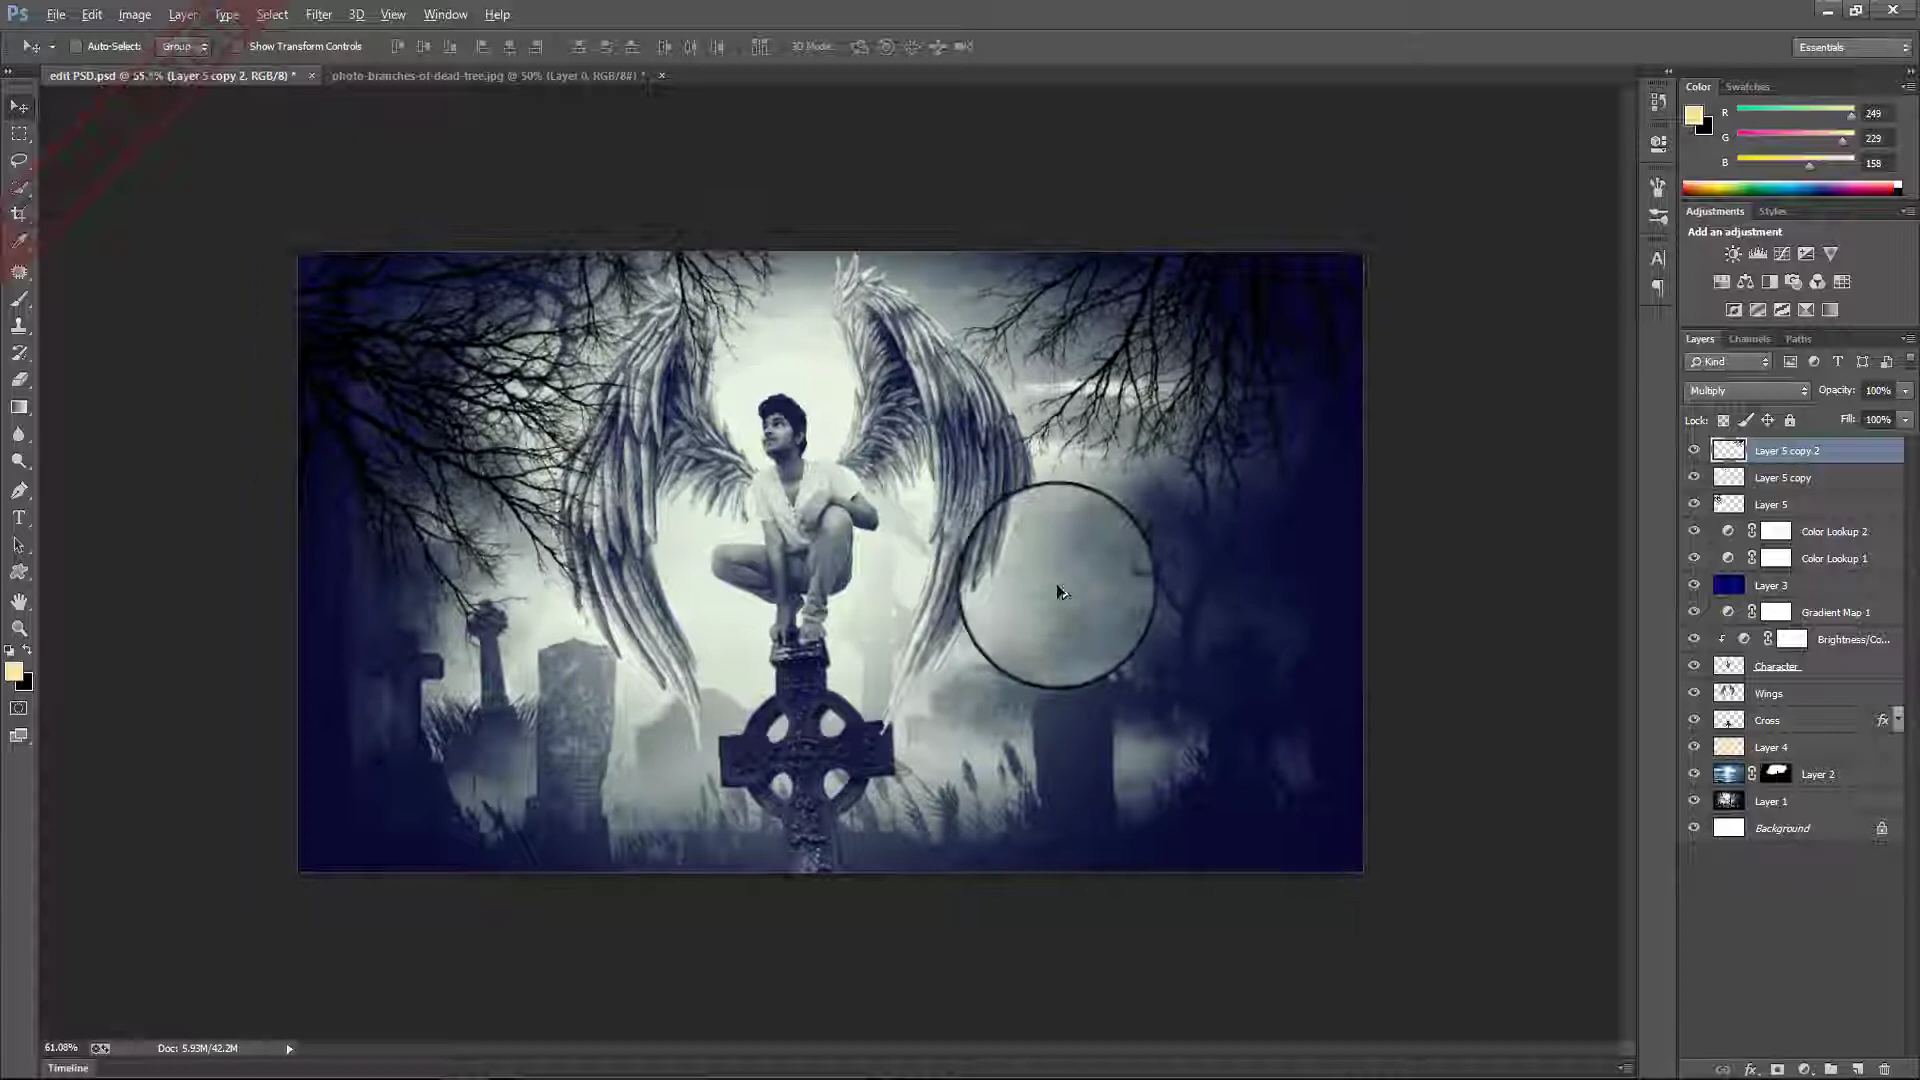 Ps File Edit Image Layer Type Select Filter 3D View Window Help
Auto-Select: Group Show Transform Controls 3D Mode: Essentials
edit PSD.psd @ 55.5% (Layer 5 copy 2, RGB/8) * photo-branches-of-dead-tree.jpg @ 50% (Layer 0, RGB/8#) *
Color Swatches
R 249
G 229
B 158
Adjustments Styles
Add an adjustment
Layers Channels Paths
Kind
Multiply Opacity: 100%
Lock: Fill: 100%
Layer 5 copy 2
Layer 5 copy
Layer 5
Color Lookup 2
Color Lookup 1
Layer 3
Gradient Map 1
Brightness/Co...
Character
Wings
Cross fx
Layer 4
Layer 2
Layer 1
Background
61.08% Doc: 5.93M/42.2M
Timeline